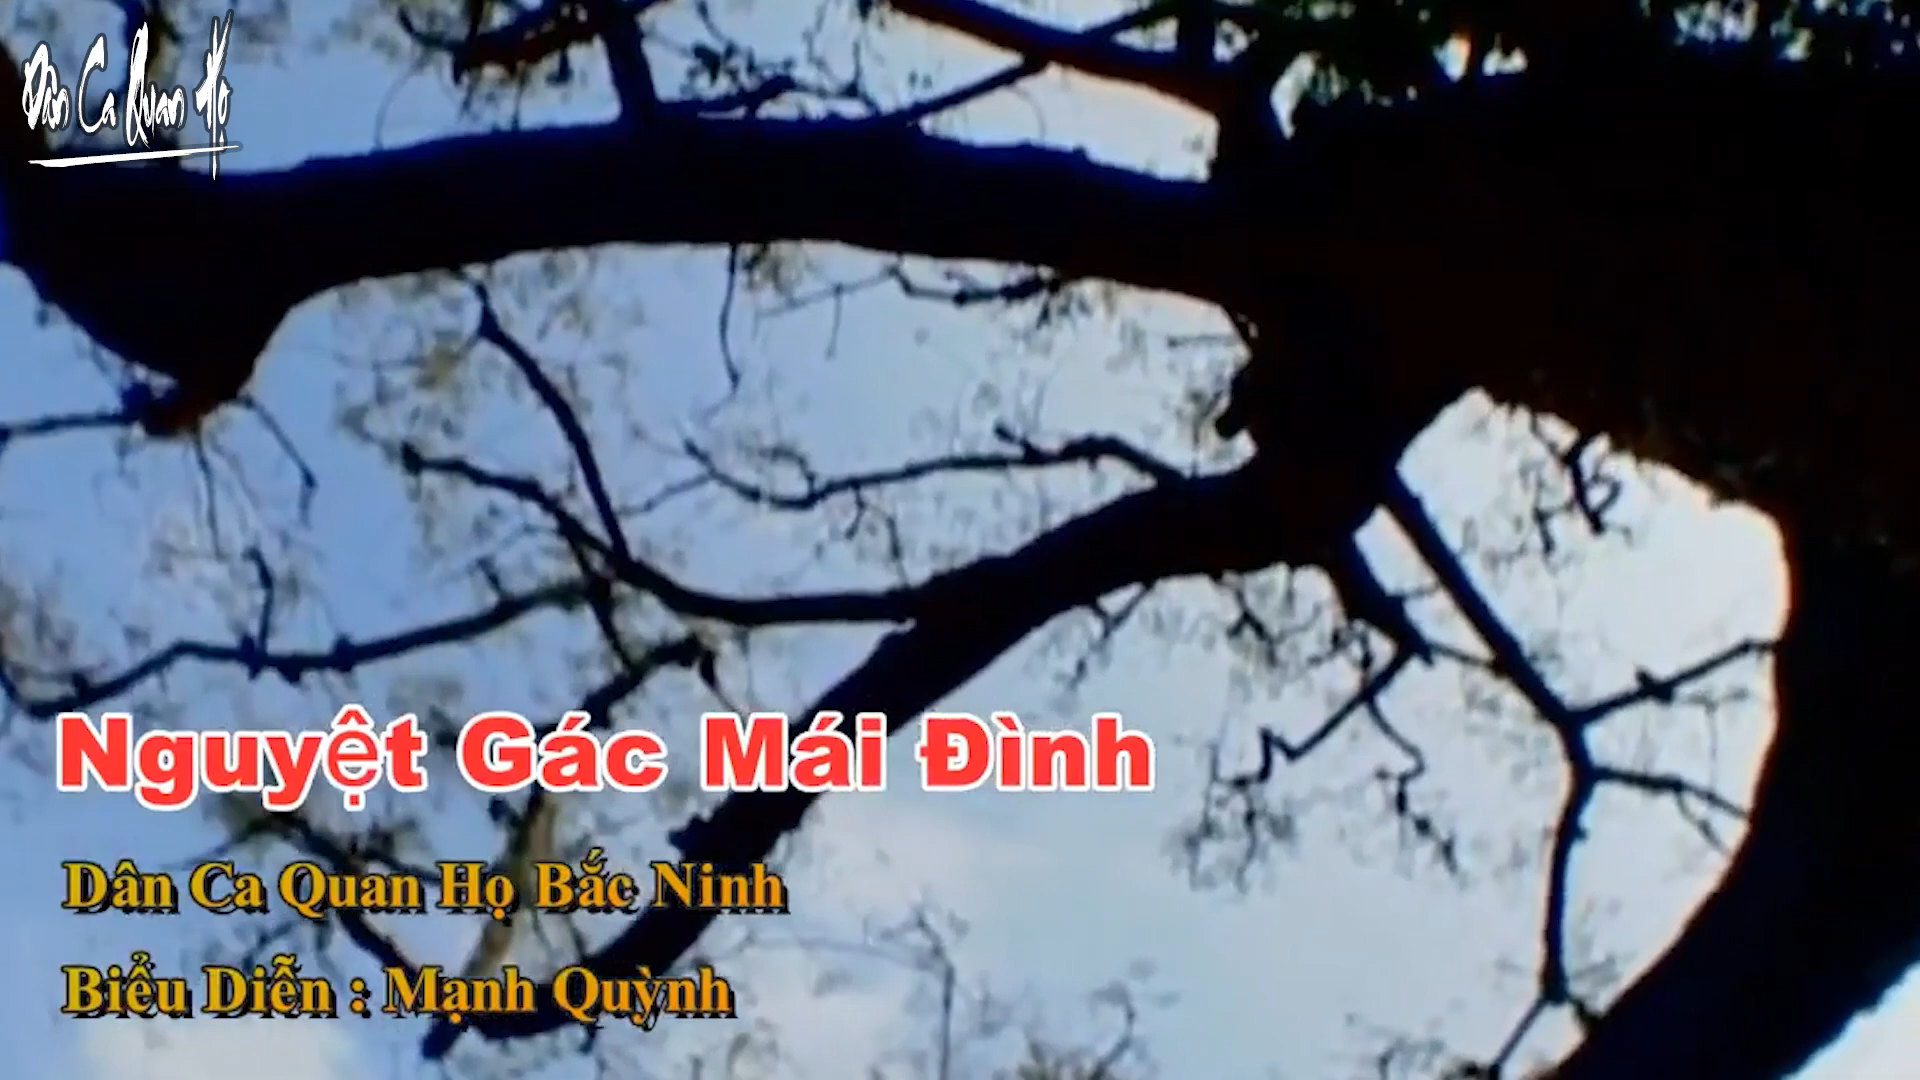 Dân Ca Quan Họ
Nguyệt Gác Mái Đình
Dân Ca Quan Họ Bắc Ninh
Biểu Diễn : Mạnh Quỳnh